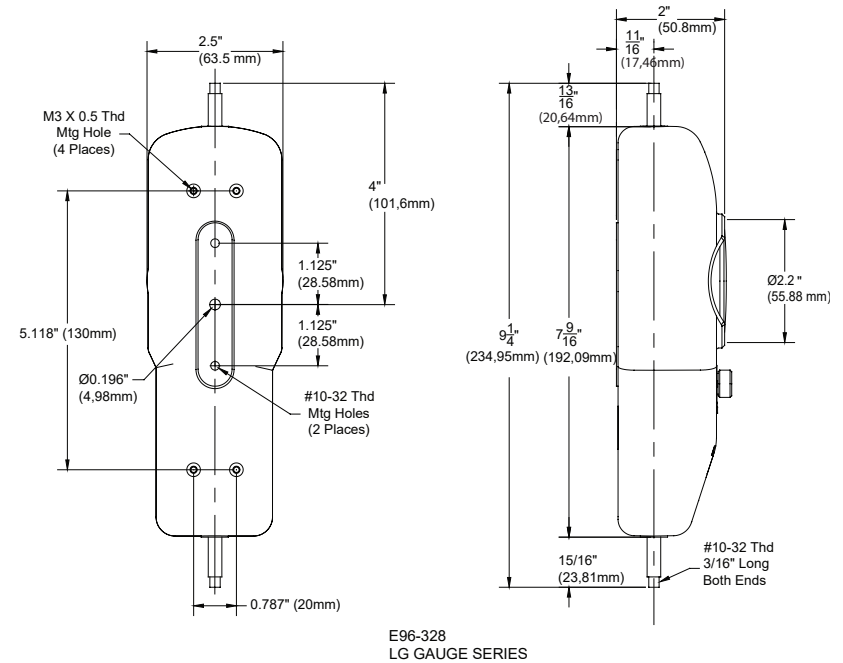 2.5"
(63.5 mm)
M3 X 0.5 Thd
Mtg Hole
(4 Places)
4"
(101,6mm)
1.125"
(28.58mm)
1.125"
(28.58mm)
5.118" (130mm)
Ø0.196"
(4,98mm)
#10-32 Thd
Mtg Holes
(2 Places)
0.787" (20mm)
2"
(50.8mm)
11/16"
(17,46mm)
13/16"
(20,64mm)
Ø2.2"
(55.88 mm)
9 1/4"
(234,95mm)
7 9/16"
(192,09mm)
15/16"
(23,81mm)
#10-32 Thd
3/16" Long
Both Ends
E96-328
LG GAUGE SERIES